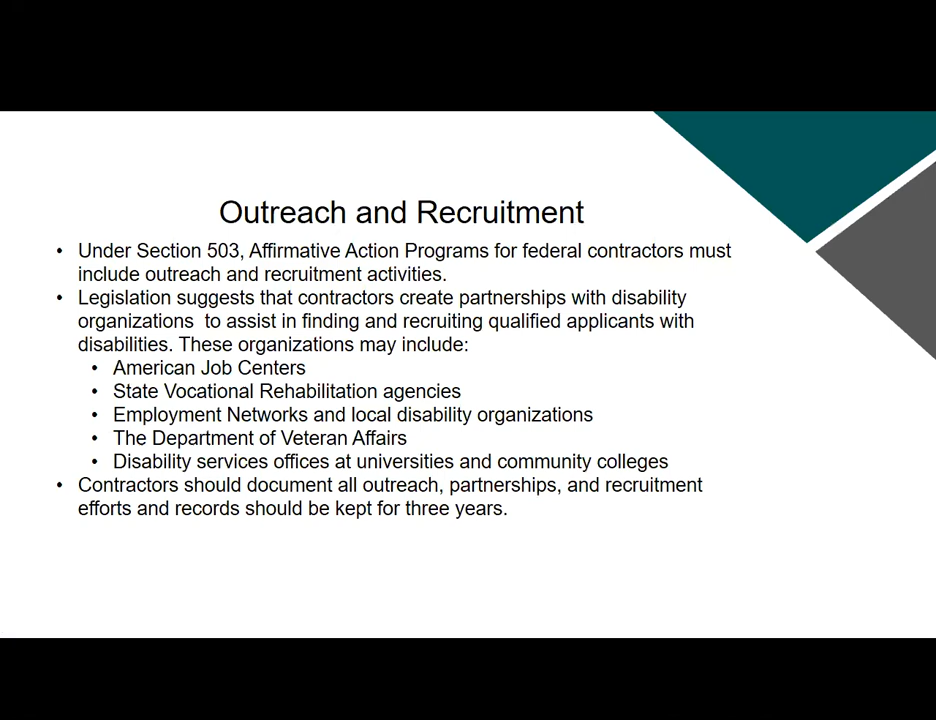 Outreach and Recruitment
• Under Section 503, Affirmative Action Programs for federal contractors must
include outreach and recruitment activities.
• Legislation suggests that contractors create partnerships with disability
organizations  to assist in finding and recruiting qualified applicants with
disabilities. These organizations may include:
• American Job Centers
• State Vocational Rehabilitation agencies
• Employment Networks and local disability organizations
• The Department of Veteran Affairs
• Disability services offices at universities and community colleges
• Contractors should document all outreach, partnerships, and recruitment
efforts and records should be kept for three years.